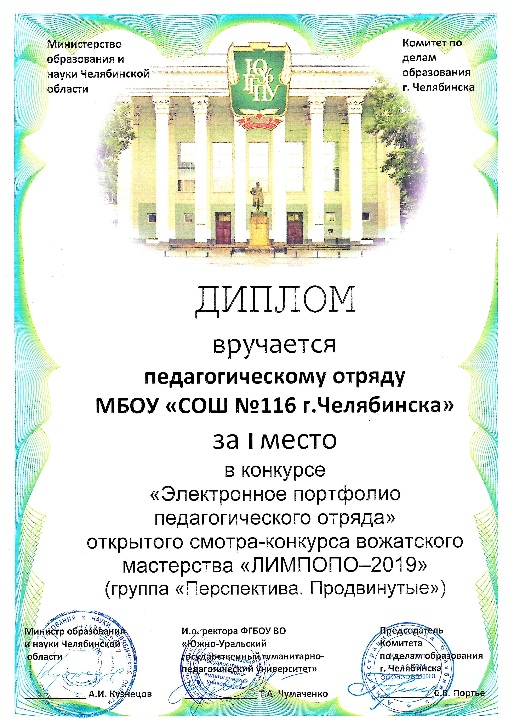 Министерство
образования и
науки Челябинской
области
Комитет по
делам
образования
г. Челябинска
ЮУ
ГГПУ
ДИПЛОМ
вручается
педагогическому отряду
МБОУ «СОШ №116 г.Челябинска»
за I место
в конкурсе
«Электронное портфолио
педагогического отряда»
открытого смотра-конкурса вожатского
мастерства «ЛИМПОПО–2019»
(группа «Перспектива. Продвинутые»)
Министр образования
и науки Челябинской
области
А.И. Кузнецов
И.о. ректора ФГБОУ ВО
«Южно-Уральский
государственный гуманитарно-
педагогический университет»
Т.А. Чумаченко
Председатель
Комитета
по делам образования
г. Челябинска
С.В. Портье